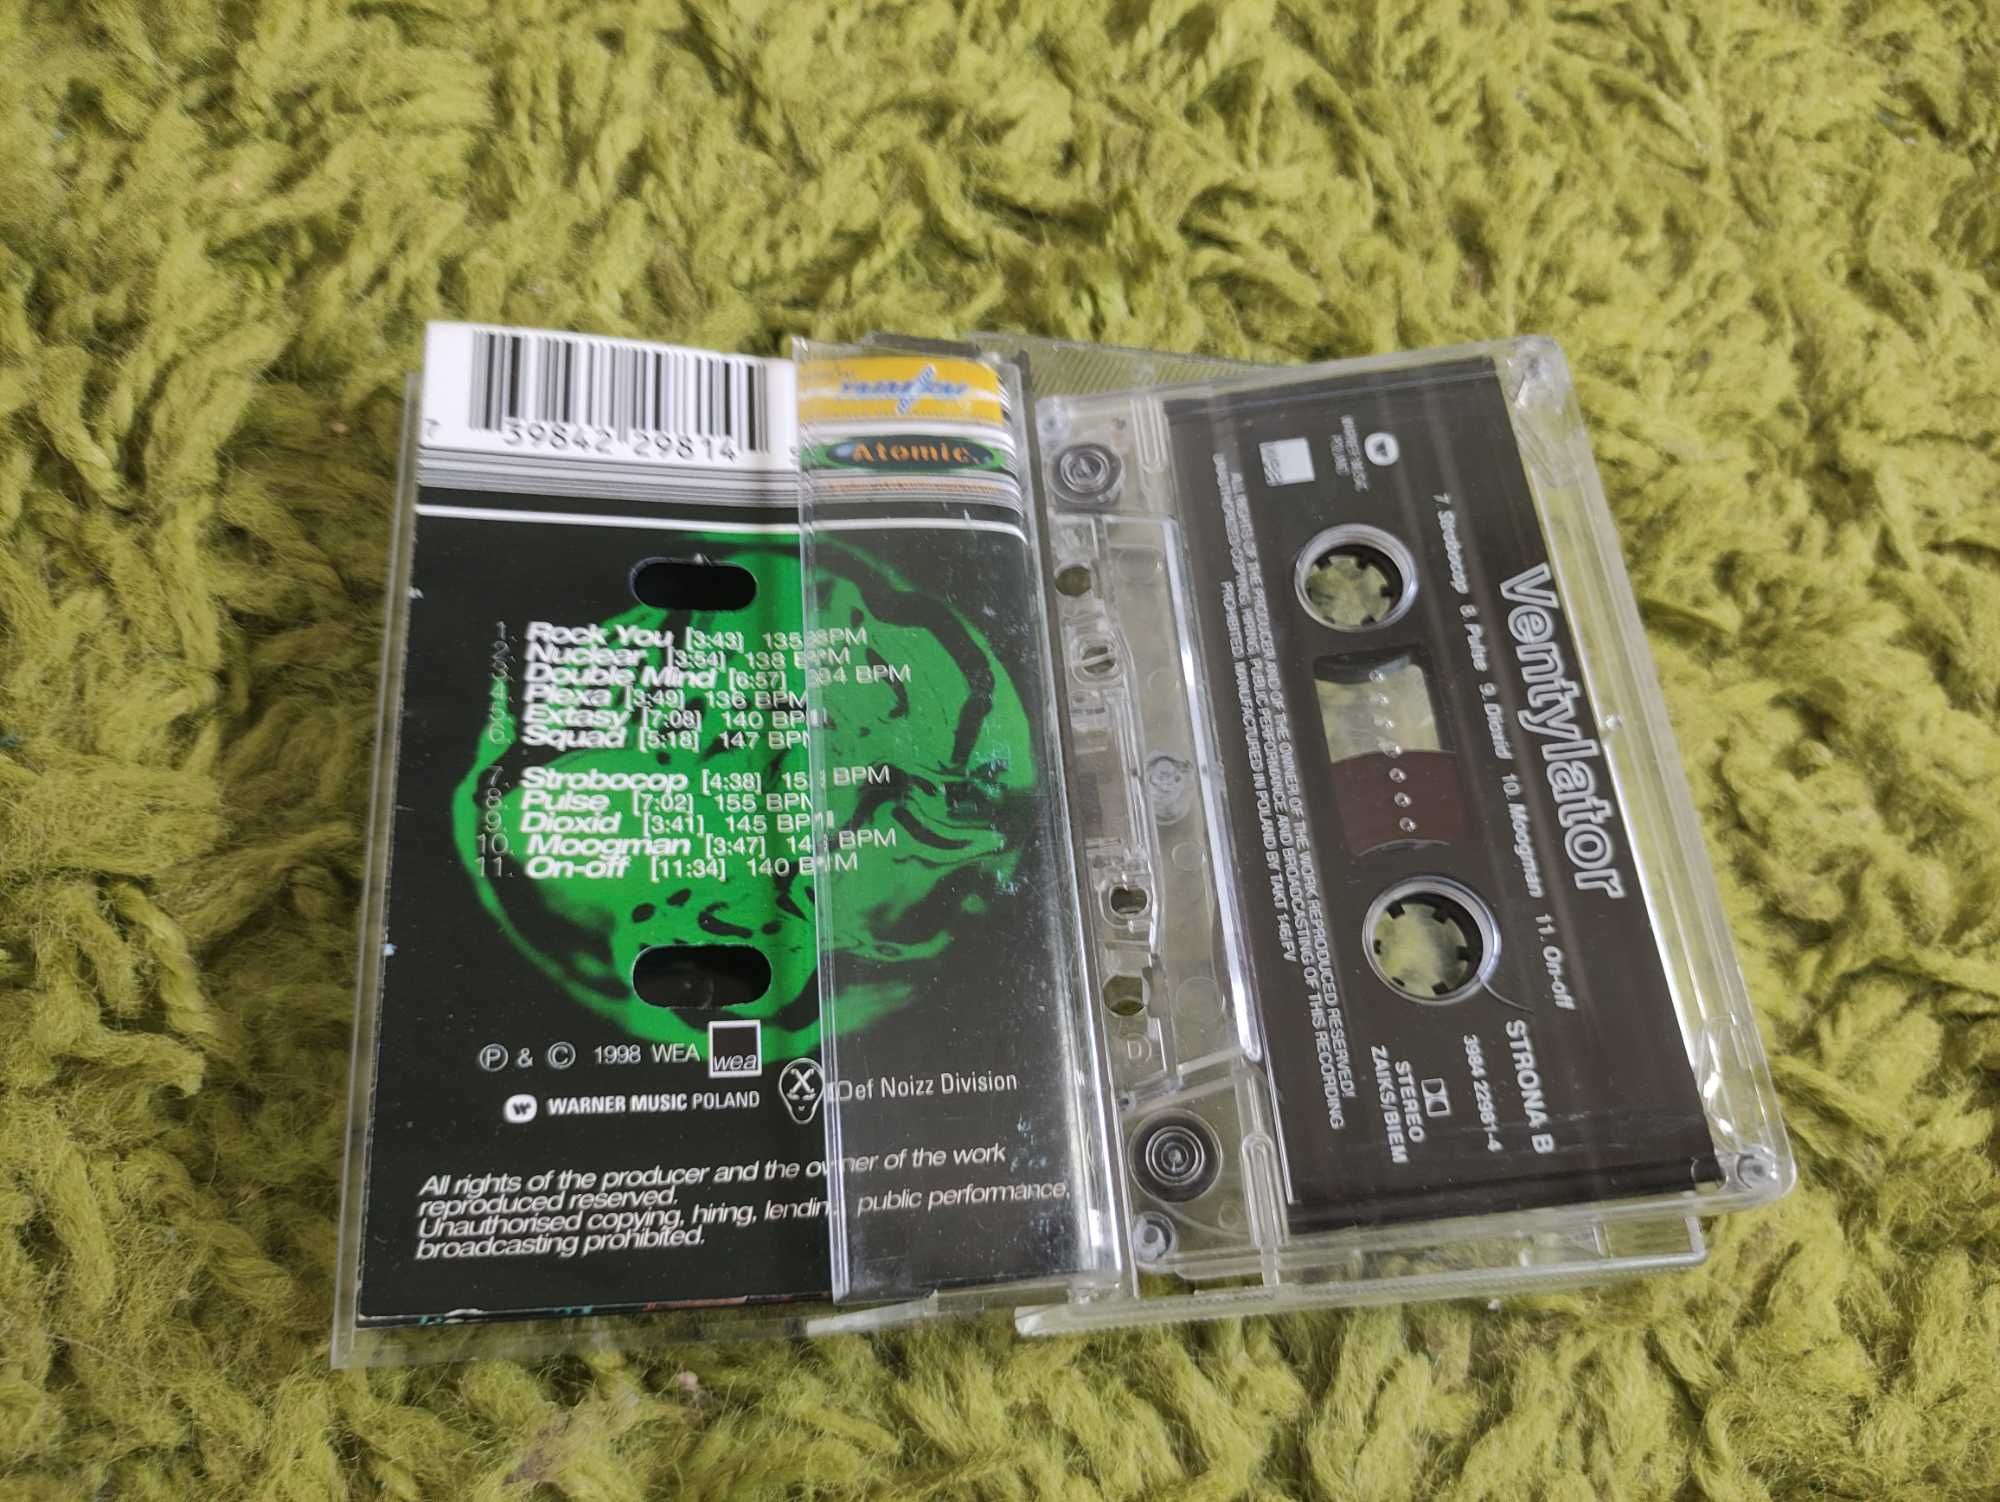 7
39842 29814
Atomic
1. Rock You [3:43] 135 BPM
2. Nuclear [3:54] 138 BPM
3. Double Mind [6:57] BPM
4. Plexa [3:49] 136 BPM
5. Extasy [7:08] 140 BPM
6. Squad [5:18] 147
7. Strobocop [4:38] BPM
8. Pulse [7:02] 155
9. Dioxid [3:41] 145
10. Moogman [3:47] BPM
11. On-off [11:34] 140
Ⓟ & © 1998 WEA wea
WARNER MUSIC POLAND
Def Noizz Division
All rights of the producer and the owner of the work
reproduced reserved.
Unauthorised copying, hiring, lending public performance,
broadcasting prohibited.
Ventylator
7. Strobocop 8. Pulse 9. Dioxid 10. Moogman 11. On-off
STRONA B
3984 22981-4
STEREO
ZAIKS/BIEM
ALL RIGHTS OF THE PRODUCER AND OF THE OWNER OF THE WORK REPRODUCED RESERVED/
UNAUTHORISED COPYING, HIRING, PUBLIC PERFORMANCE AND BROADCASTING OF THIS RECORDING
PROHIBITED. MANUFACTURED IN POLAND BY TAKT